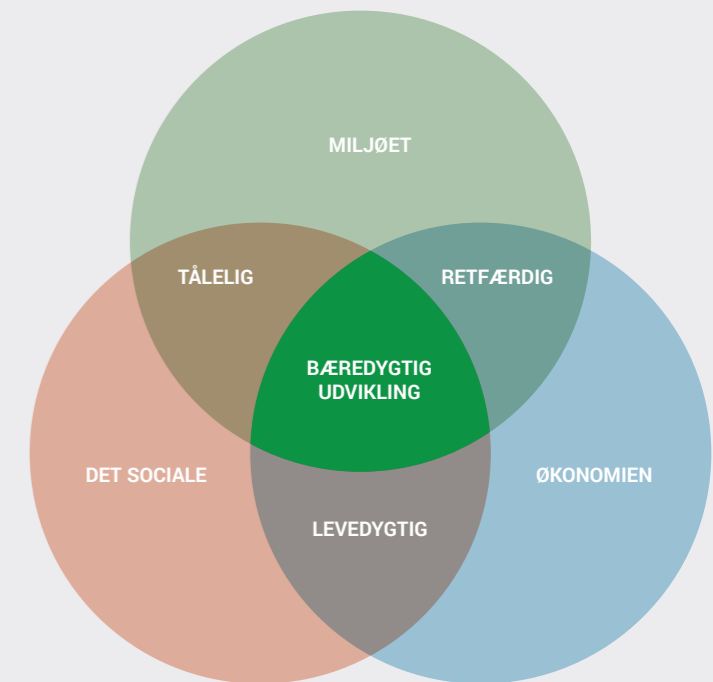 MILJØET
TÅLELIG
RETFÆRDIG
BÆREDYGTIG
UDVIKLING
DET SOCIALE
ØKONOMIEN
LEVEDYGTIG